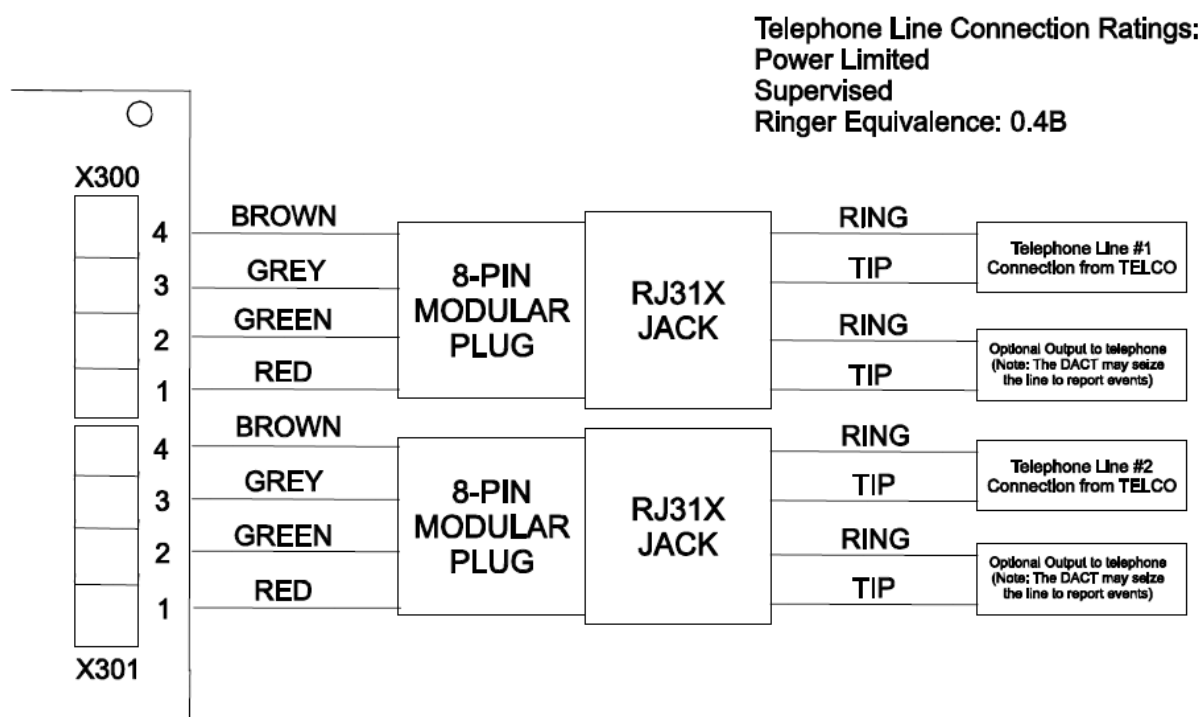 Telephone Line Connection Ratings:
Power Limited
Supervised
Ringer Equivalence: 0.4B
X300
4
BROWN
3
GREY
2
GREEN
1
RED
8-PIN
MODULAR
PLUG
RJ31X
JACK
RING
TIP
RING
TIP
Telephone Line #1
Connection from TELCO
Optional Output to telephone
(Note: The DACT may seize
the line to report events)
4
BROWN
3
GREY
2
GREEN
1
RED
8-PIN
MODULAR
PLUG
RJ31X
JACK
RING
TIP
RING
TIP
Telephone Line #2
Connection from TELCO
Optional Output to telephone
(Note: The DACT may seize
the line to report events)
X301